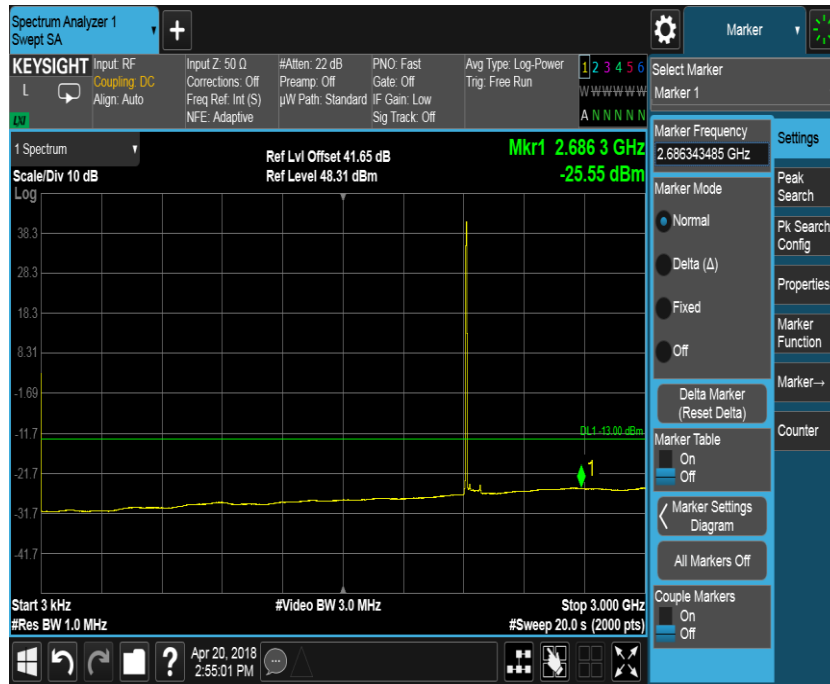 Spectrum Analyzer 1
Swept SA
+
Marker
KEYSIGHT
L
LXI
Input: RF
Coupling: DC
Align: Auto
Input Z: 50 Ω
Corrections: Off
Freq Ref: Int (S)
NFE: Adaptive
#Atten: 22 dB
Preamp: Off
µW Path: Standard
PNO: Fast
Gate: Off
IF Gain: Low
Sig Track: Off
Avg Type: Log-Power
Trig: Free Run
1 2 3 4 5 6
W W W W W W
A N N N N N
Select Marker
Marker 1
1 Spectrum
Scale/Div 10 dB
Ref Lvl Offset 41.65 dB
Ref Level 48.31 dBm
Mkr1 2.686 3 GHz
-25.55 dBm
Log
38.3
28.3
18.3
8.31
-1.69
-11.7
-21.7
-31.7
-41.7
DL1 -13.00 dBm
1
Start 3 kHz
#Res BW 1.0 MHz
#Video BW 3.0 MHz
Stop 3.000 GHz
#Sweep 20.0 s (2000 pts)
Marker Frequency
2.686343485 GHz
Marker Mode
Normal
Delta (Δ)
Fixed
Off
Delta Marker
(Reset Delta)
Marker Table
On
Off
Marker Settings
Diagram
All Markers Off
Couple Markers
On
Off
Settings
Peak
Search
Pk Search
Config
Properties
Marker
Function
Marker→
Counter
?
Apr 20, 2018
2:55:01 PM